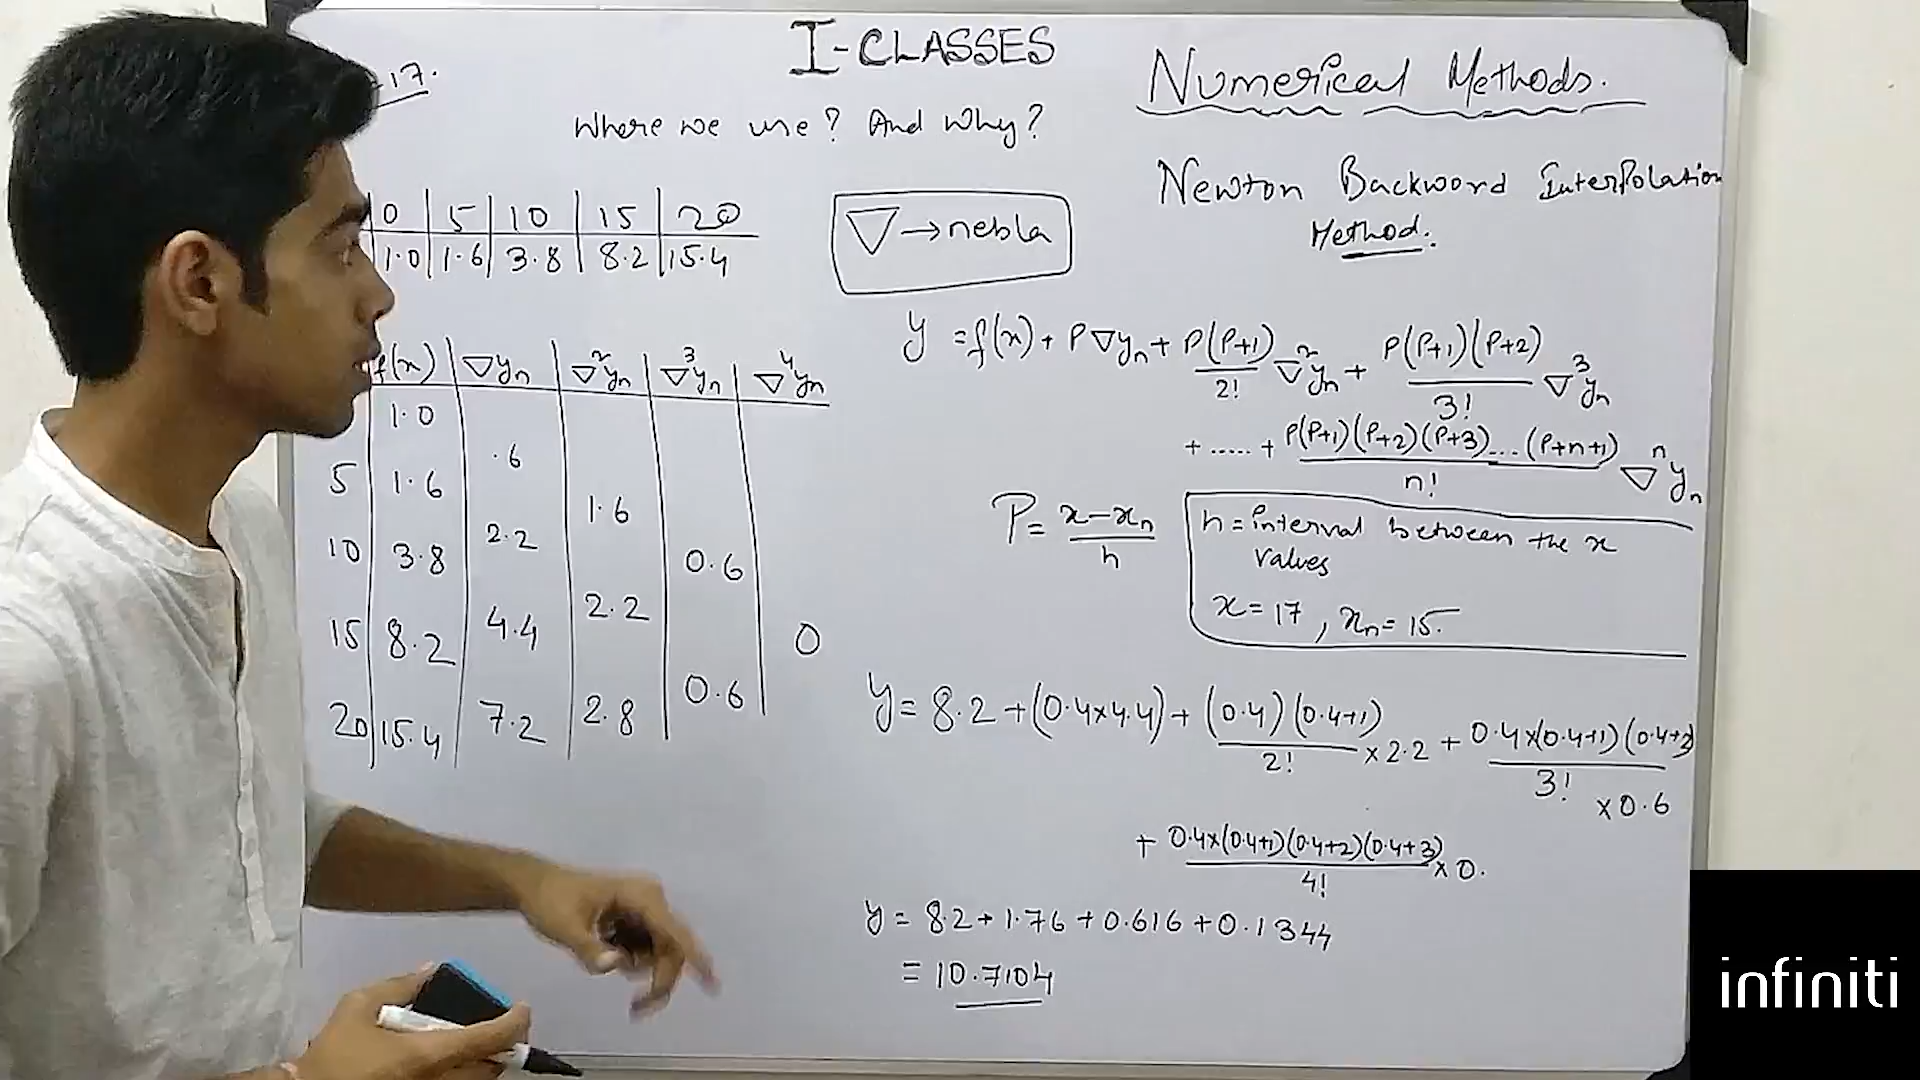 I-CLASSES
17.
Where we use? And Why?
Numerical Methods.
Newton Backword Interpolation
Method.
0 | 5 | 10 | 15 | 20
1.0 | 1.6 | 3.8 | 8.2 | 15.4
▽ → nebla
f(x) | ▽yₙ | ▽²yₙ | ▽³yₙ | ▽⁴yₙ
1.0
.6
5 | 1.6
1.6
10 | 3.8
2.2
0.6
2.2
15 | 8.2
4.4
0
0.6
20 | 15.4
7.2 | 2.8
y = f(x) + P▽yₙ + P(P+1)/2! ▽²yₙ + P(P+1)(P+2)/3! ▽³yₙ
+ ..... + P(P+1)(P+2)(P+3)....(P+n+1)/n! ▽ⁿyₙ
P = x-xₙ/h
h = interval between the x
values
x = 17, xₙ = 15.
y = 8.2 + (0.4x4.4) + (0.4)(0.4+1)/2! x 2.2 + 0.4x(0.4+1)(0.4+2)/3! x 0.6
+ 0.4x(0.4+1)(0.4+2)(0.4+3)/4! x 0.
y = 8.2 + 1.76 + 0.616 + 0.1344
= 10.7104
infiniti